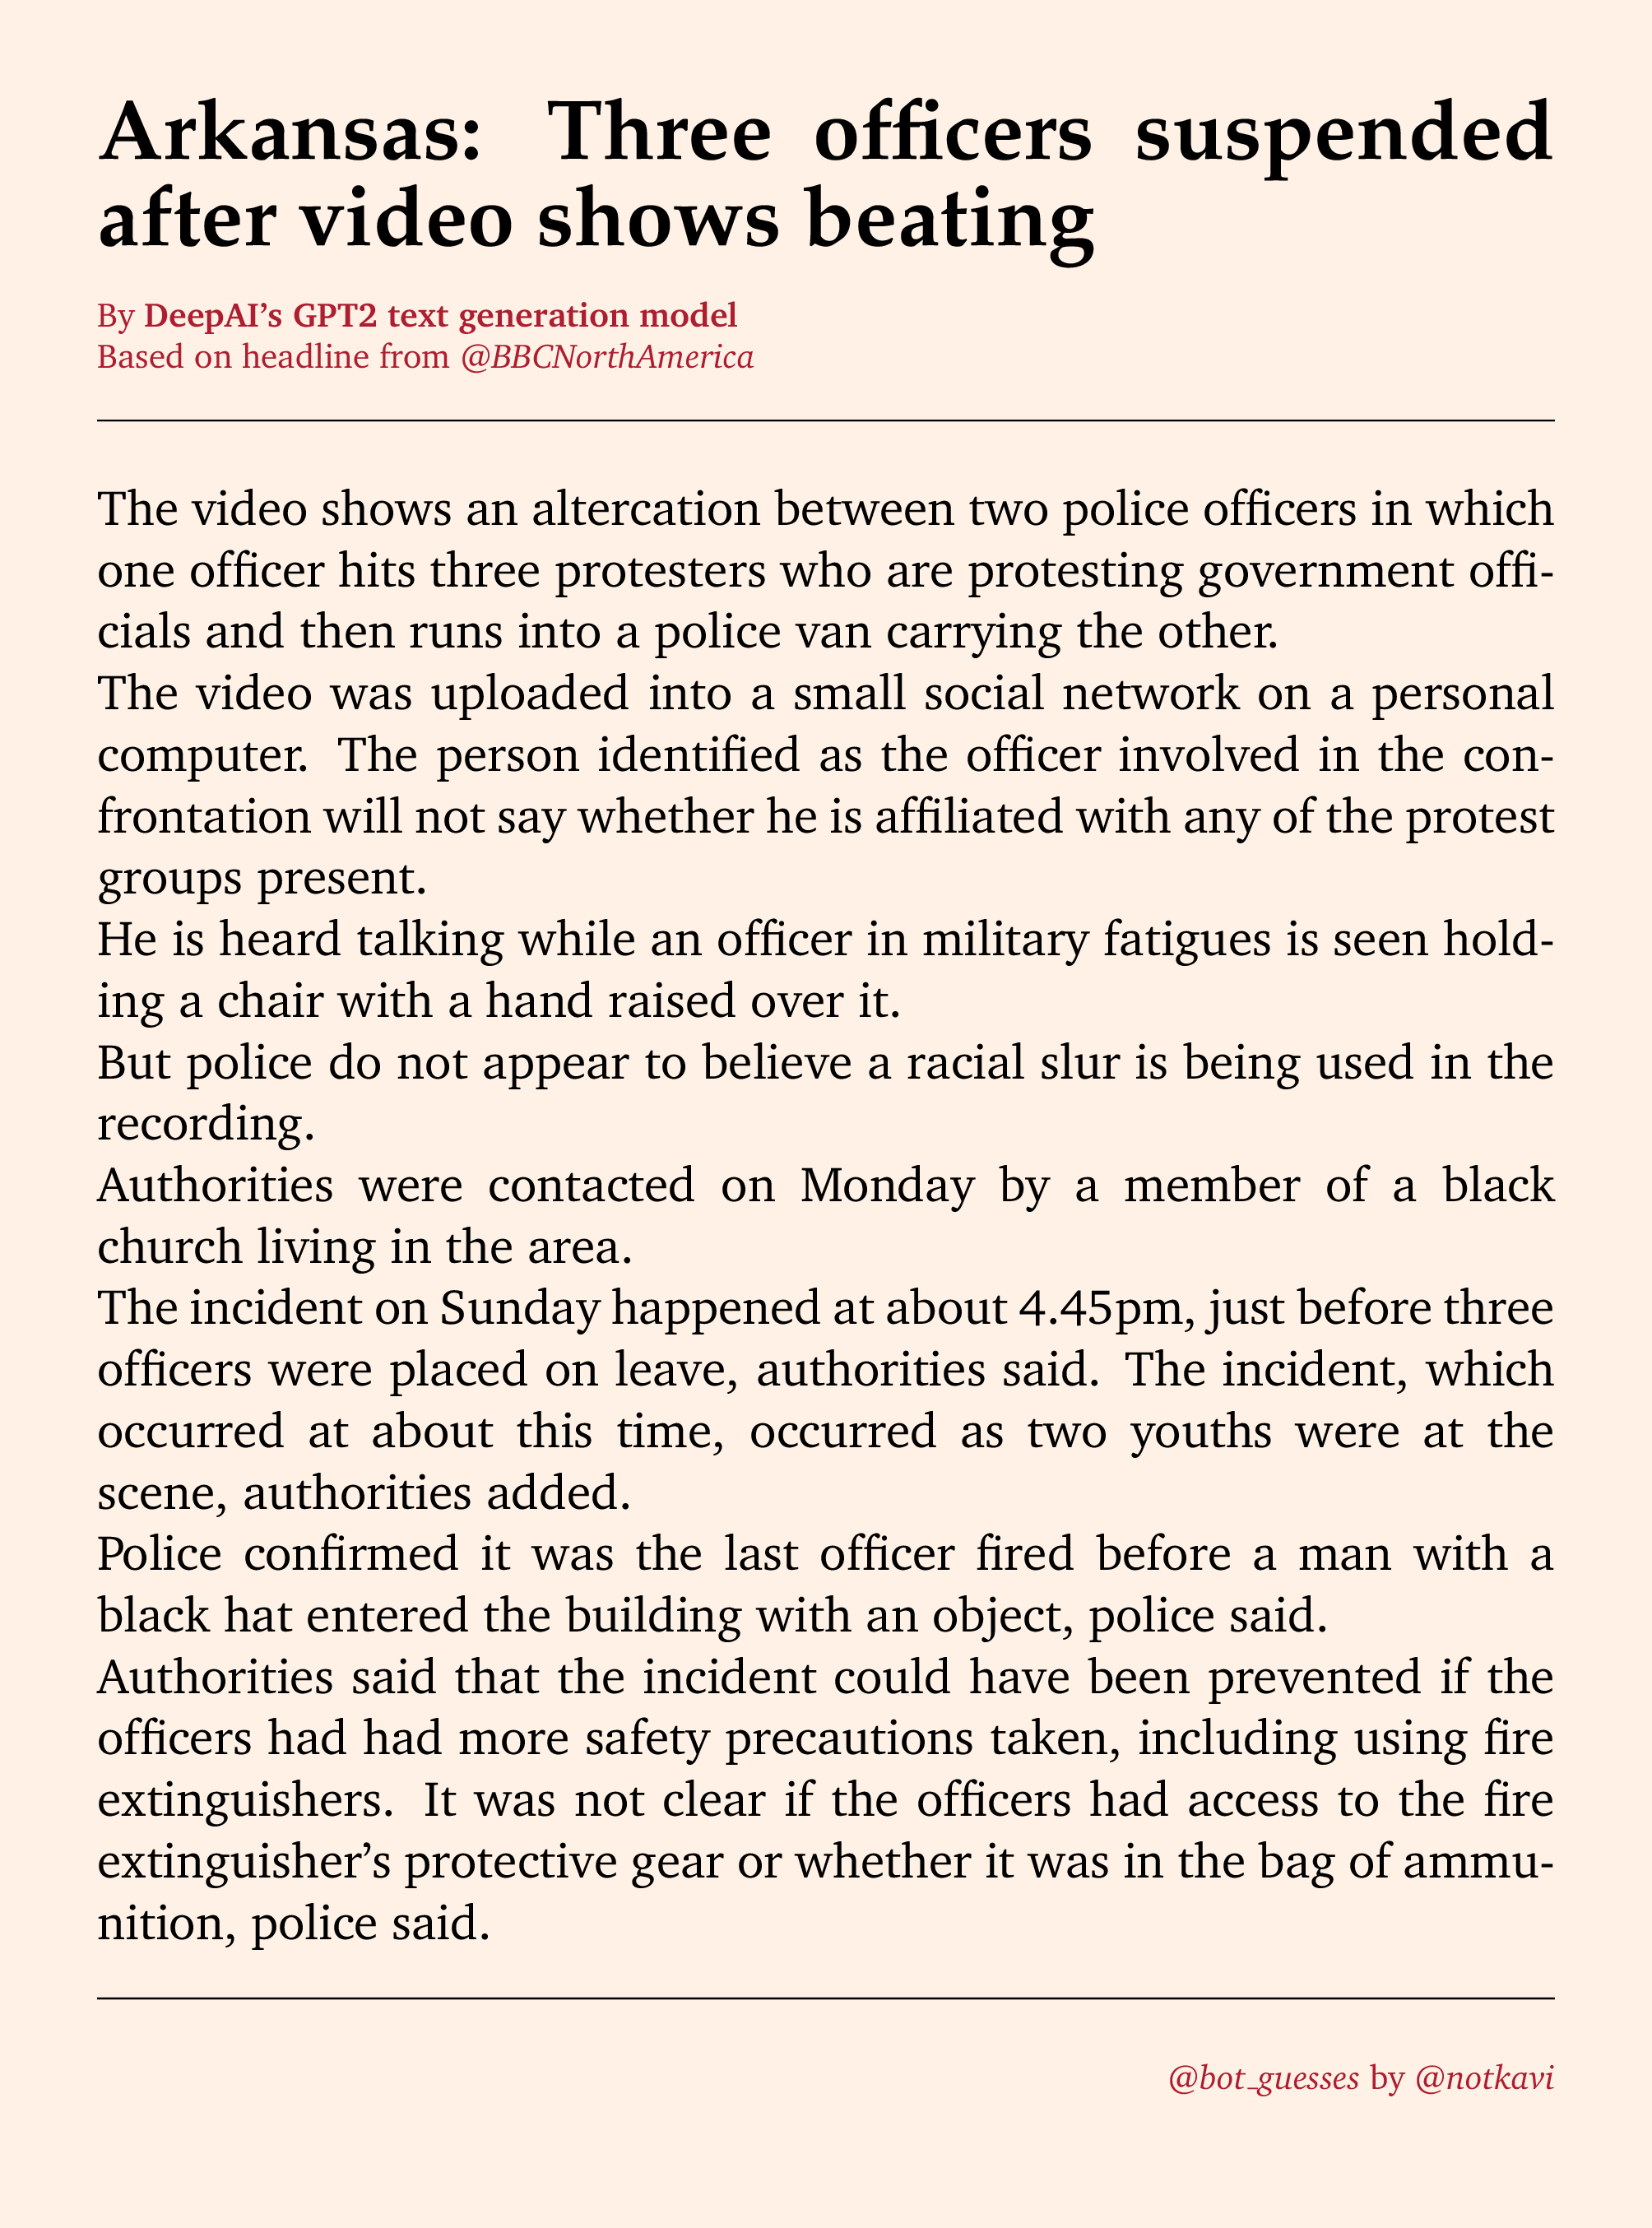 Arkansas: Three officers suspended
after video shows beating
By DeepAI’s GPT2 text generation model
Based on headline from @BBCNorthAmerica
The video shows an altercation between two police officers in which
one officer hits three protesters who are protesting government offi-
cials and then runs into a police van carrying the other.
The video was uploaded into a small social network on a personal
computer. The person identified as the officer involved in the con-
frontation will not say whether he is affiliated with any of the protest
groups present.
He is heard talking while an officer in military fatigues is seen hold-
ing a chair with a hand raised over it.
But police do not appear to believe a racial slur is being used in the
recording.
Authorities were contacted on Monday by a member of a black
church living in the area.
The incident on Sunday happened at about 4.45pm, just before three
officers were placed on leave, authorities said. The incident, which
occurred at about this time, occurred as two youths were at the
scene, authorities added.
Police confirmed it was the last officer fired before a man with a
black hat entered the building with an object, police said.
Authorities said that the incident could have been prevented if the
officers had had more safety precautions taken, including using fire
extinguishers. It was not clear if the officers had access to the fire
extinguisher’s protective gear or whether it was in the bag of ammu-
nition, police said.
@bot_guesses by @notkavi